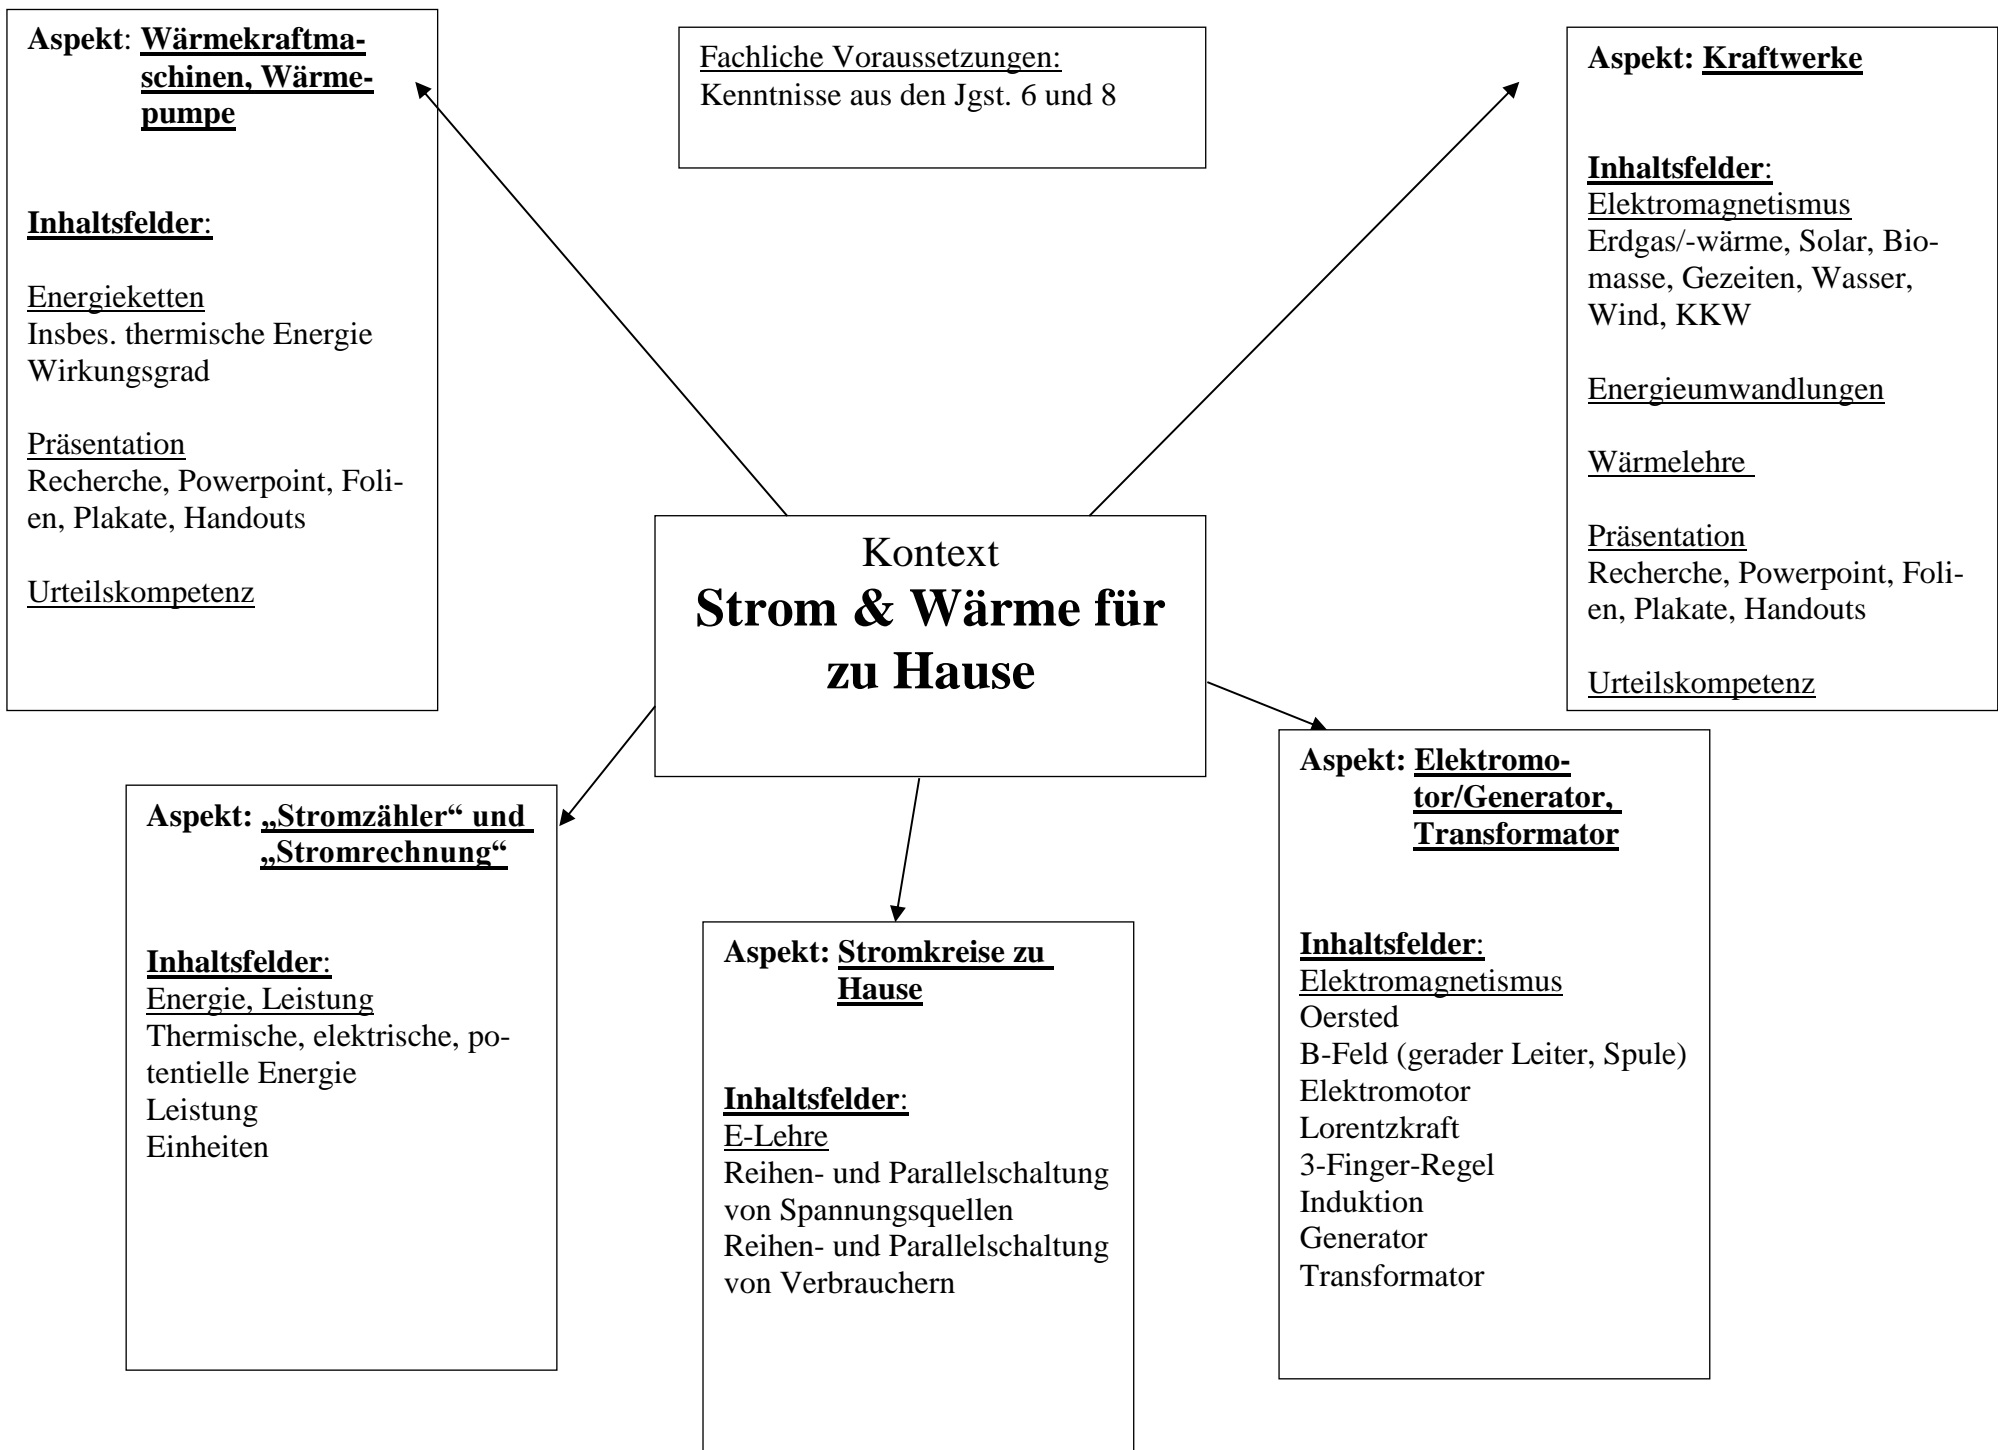 Aspekt: Wärmekraftma-
schinen, Wärme-
pumpe
Inhaltsfelder:
Energieketten
Insbes. thermische Energie
Wirkungsgrad
Präsentation
Recherche, Powerpoint, Foli-
en, Plakate, Handouts
Urteilskompetenz
Fachliche Voraussetzungen:
Kenntnisse aus den Jgst. 6 und 8
Aspekt: Kraftwerke
Inhaltsfelder:
Elektromagnetismus
Erdgas/-wärme, Solar, Bio-
masse, Gezeiten, Wasser,
Wind, KKW
Energieumwandlungen
Wärmelehre
Präsentation
Recherche, Powerpoint, Foli-
en, Plakate, Handouts
Urteilskompetenz
Kontext
Strom & Wärme für
zu Hause
Aspekt: „Stromzähler“ und
„Stromrechnung“
Inhaltsfelder:
Energie, Leistung
Thermische, elektrische, po-
tentielle Energie
Leistung
Einheiten
Aspekt: Stromkreise zu
Hause
Inhaltsfelder:
E-Lehre
Reihen- und Parallelschaltung
von Spannungsquellen
Reihen- und Parallelschaltung
von Verbrauchern
Aspekt: Elektromo-
tor/Generator,
Transformator
Inhaltsfelder:
Elektromagnetismus
Oersted
B-Feld (gerader Leiter, Spule)
Elektromotor
Lorentzkraft
3-Finger-Regel
Induktion
Generator
Transformator